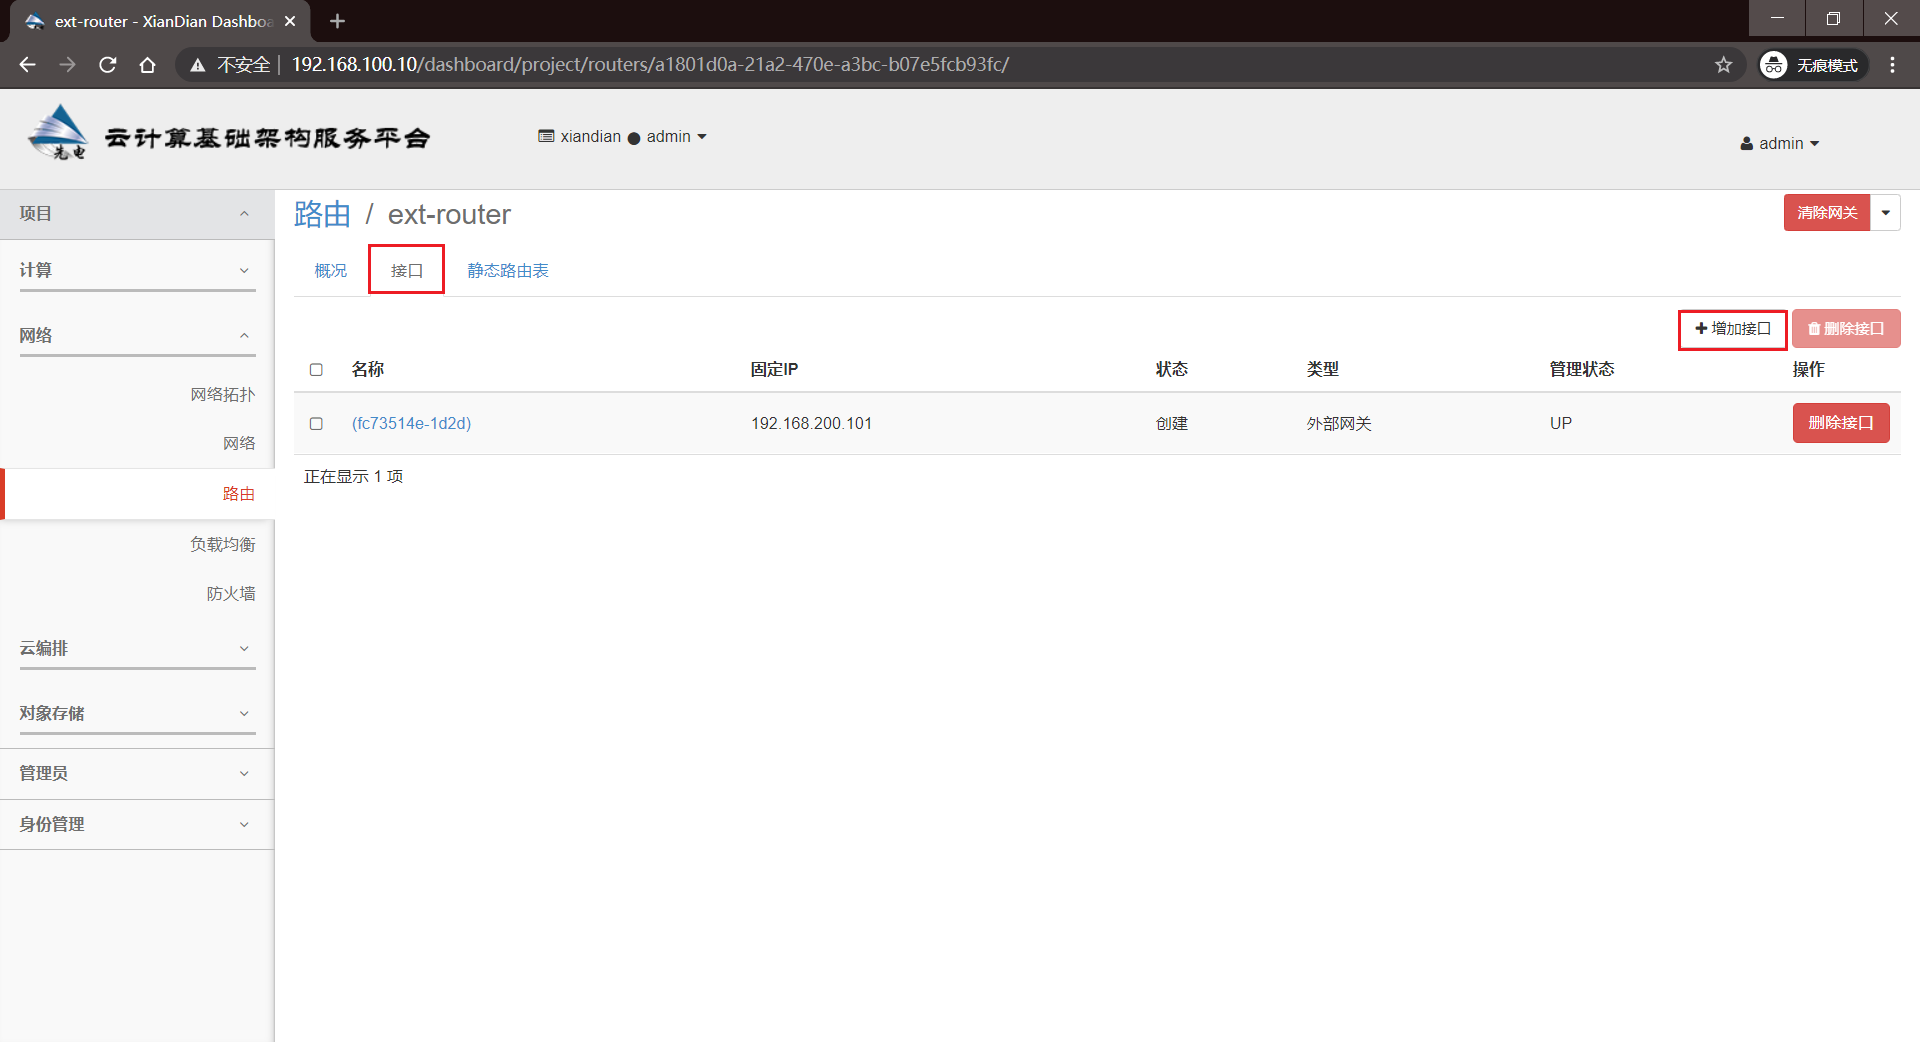 ext-router - XianDian Dashboa
不安全 | 192.168.100.10/dashboard/project/routers/a1801d0a-21a2-470e-a3bc-b07e5fcb93fc/
无痕模式
先电
云计算基础架构服务平台
xiandian ● admin
admin
项目
计算
网络
网络拓扑
网络
路由
负载均衡
防火墙
云编排
对象存储
管理员
身份管理
路由 / ext-router
清除网关
概况 接口 静态路由表
+增加接口 删除接口
名称 固定IP 状态 类型 管理状态 操作
(fc73514e-1d2d) 192.168.200.101 创建 外部网关 UP 删除接口
正在显示 1 项